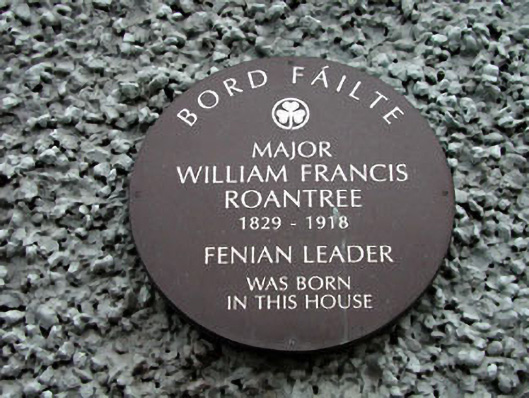 BORD FÁILTE
MAJOR
WILLIAM FRANCIS
ROANTREE
1829 - 1918
FENIAN LEADER
WAS BORN
IN THIS HOUSE